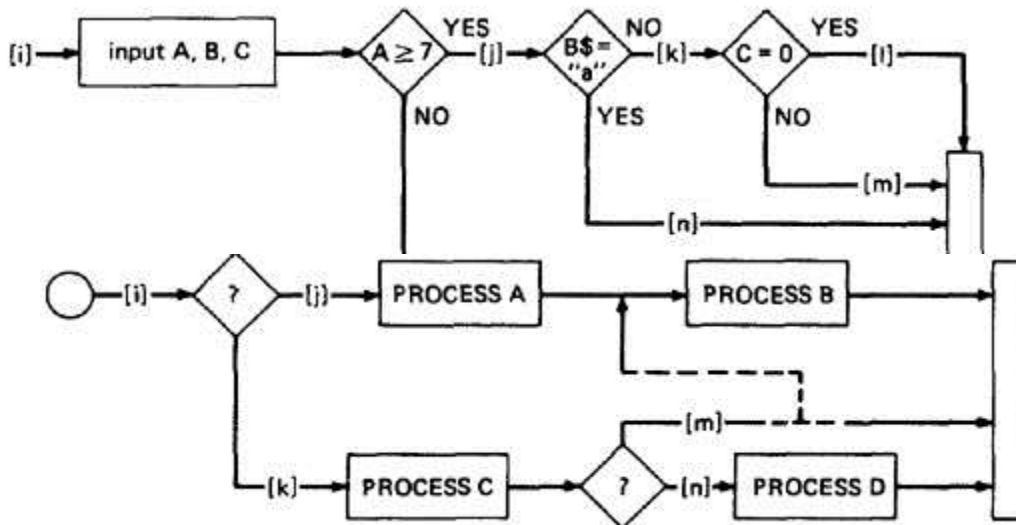 YES NO YES
[i] input A, B, C A ≥ 7 [j] B$= "a" [k] C = 0 [l]
NO YES NO
[m]
[n]
[i] ? [j] PROCESS A PROCESS B
[m]
[k] PROCESS C ? [n] PROCESS D